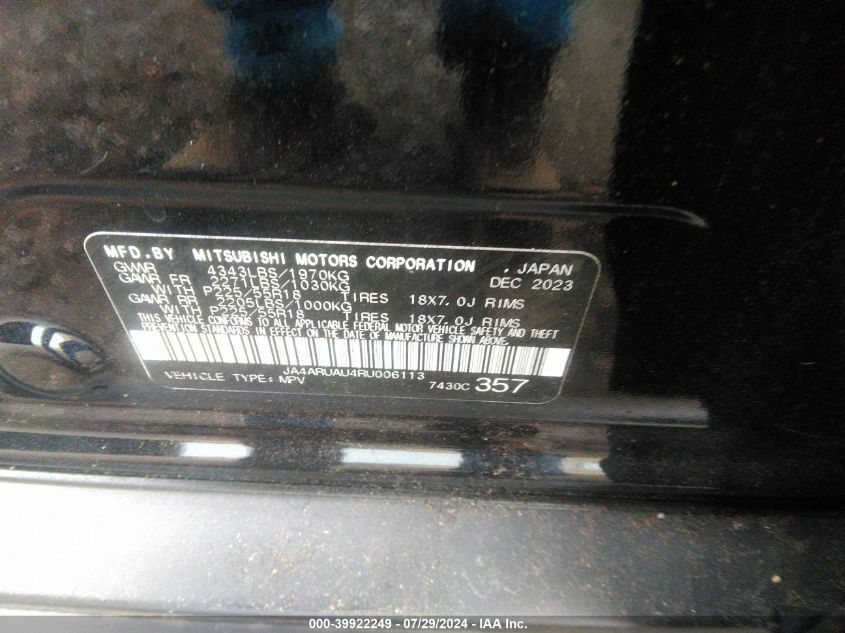 MFD.BY MITSUBISHI MOTORS CORPORATION , JAPAN
GVWR 4343LBS/1970KG DEC 2023
GAWR FR 2271LBS/1030KG
WITH P225/55R18 TIRES 18X7.0J RIMS
GAWR RR 2205LBS/1000KG
WITH P225/55R18 TIRES 18X7.0J RIMS
THIS VEHICLE CONFORMS TO ALL APPLICABLE FEDERAL MOTOR VEHICLE SAFETY AND THEFT
PREVENTION STANDARDS IN EFFECT ON THE DATE OF MANUFACTURE SHOWN ABOVE.
JA4ARUAU4RU006113
VEHICLE TYPE: MPV 7430C 357
000-39922249 - 07/29/2024 - IAA Inc.